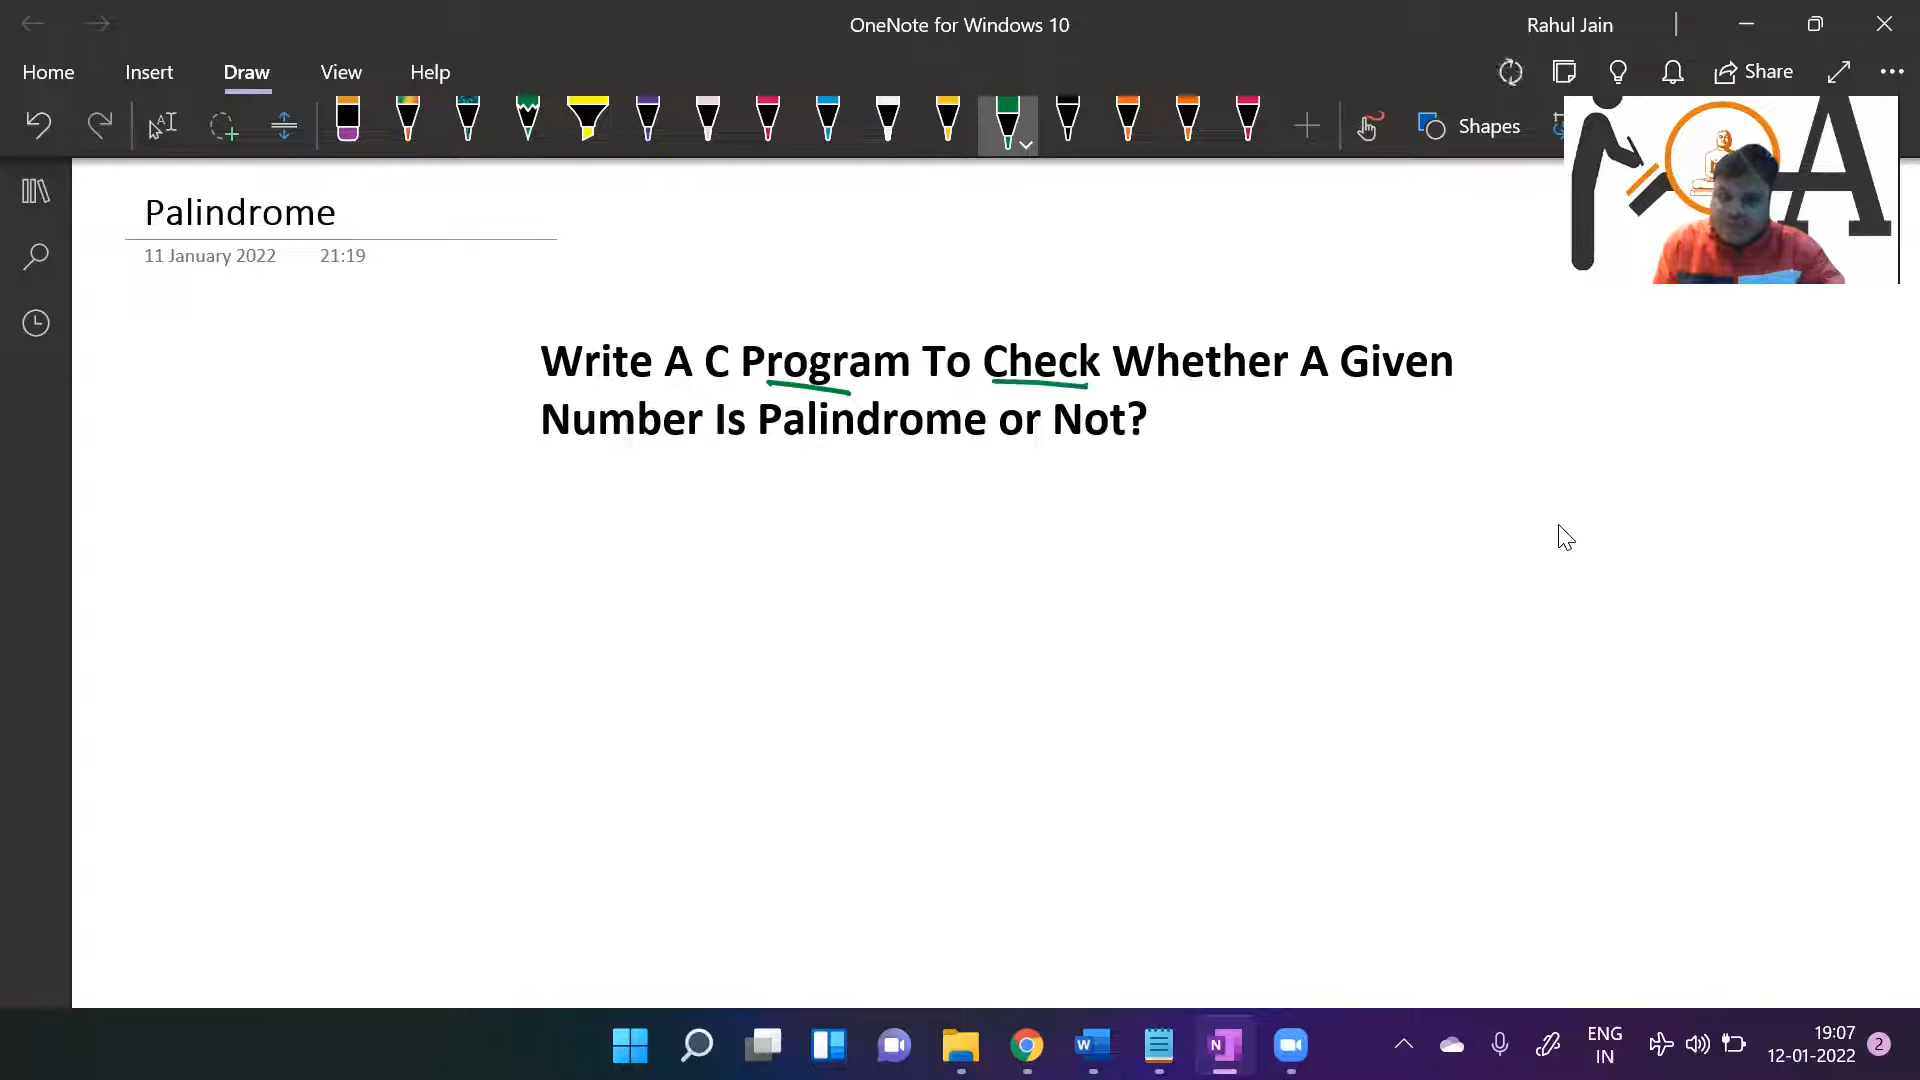 OneNote for Windows 10
Rahul Jain
Home Insert Draw View Help
Share
Shapes
A
Palindrome
11 January 2022 21:19
Write A C Program To Check Whether A Given
Number Is Palindrome or Not?
ENG
IN
19:07
12-01-2022
2